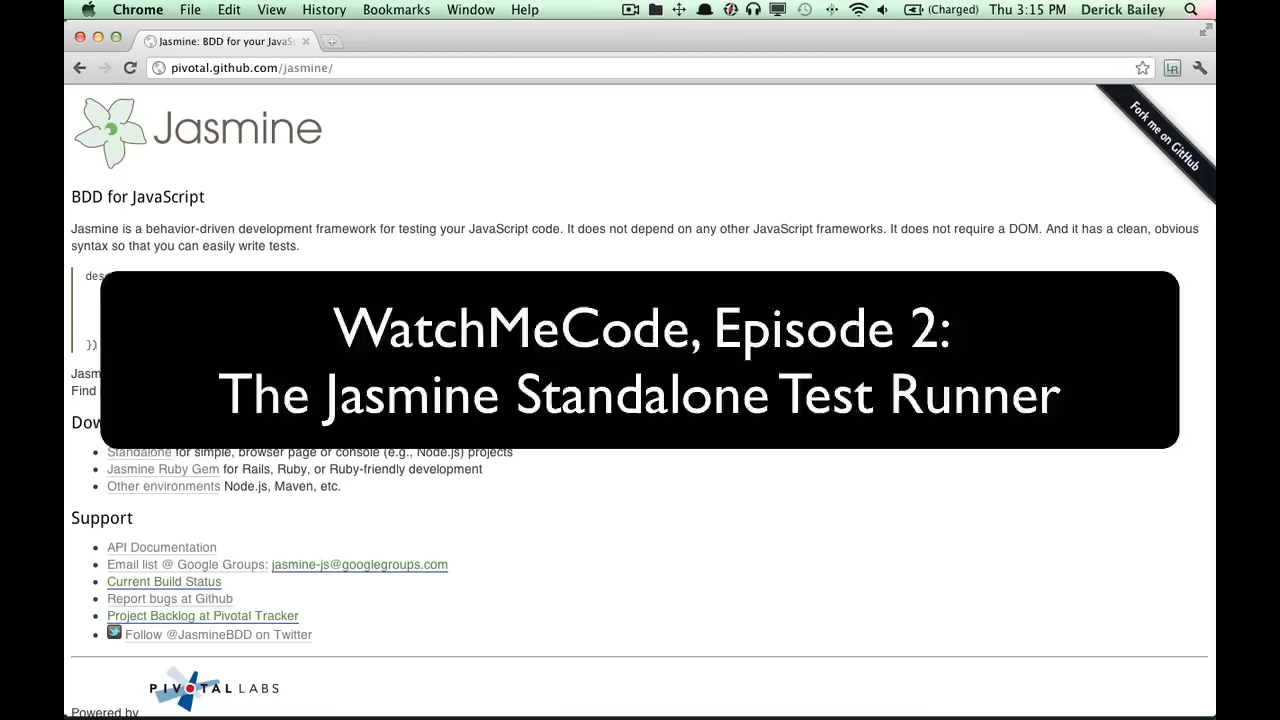 Chrome File Edit View History Bookmarks Window Help (Charged) Thu 3:15 PM Derick Bailey
Jasmine: BDD for your JavaSc
pivotal.github.com/jasmine/
Jasmine
Fork me on GitHub
BDD for JavaScript
Jasmine is a behavior-driven development framework for testing your JavaScript code. It does not depend on any other JavaScript frameworks. It does not require a DOM. And it has a clean, obvious
syntax so that you can easily write tests.
des
WatchMeCode, Episode 2:
The Jasmine Standalone Test Runner
})
Jasm
Find
Dow
Standalone for simple, browser page or console (e.g., Node.js) projects
Jasmine Ruby Gem for Rails, Ruby, or Ruby-friendly development
Other environments Node.js, Maven, etc.
Support
API Documentation
Email list @ Google Groups: jasmine-js@googlegroups.com
Current Build Status
Report bugs at Github
Project Backlog at Pivotal Tracker
Follow @JasmineBDD on Twitter
PIVOTAL LABS
Powered by